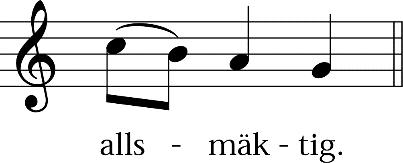 alls - mäk - tig.